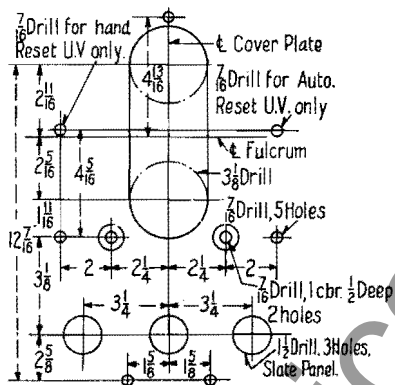 7/16 Drill for hand
Reset U.V only.
℄ Cover Plate
4 13/16
7/16 Drill for Auto.
Reset U.V. only
2 11/16
℄ Fulcrum
2 5/16
4 5/16
3 1/8 Drill
1 11/16
7/16 Drill, 5 Holes
12 7/16
2
2 1/4
2 1/4
2
3 1/8
7/16 Drill, 1 cbr. 1/2 Deep
2 holes
3 1/4
3 1/4
1 1/2 Drill. 3 Holes,
Slate Panel.
2 5/8
1 5/8
1 5/8